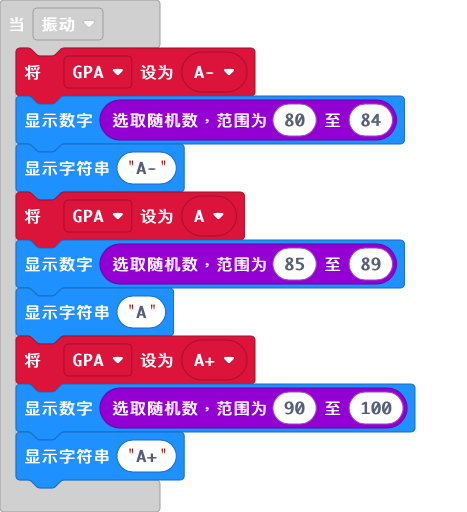 当 振动
将 GPA 设为 A-
显示数字 选取随机数，范围为 80 至 84
显示字符串 "A-"
将 GPA 设为 A
显示数字 选取随机数，范围为 85 至 89
显示字符串 "A"
将 GPA 设为 A+
显示数字 选取随机数，范围为 90 至 100
显示字符串 "A+"